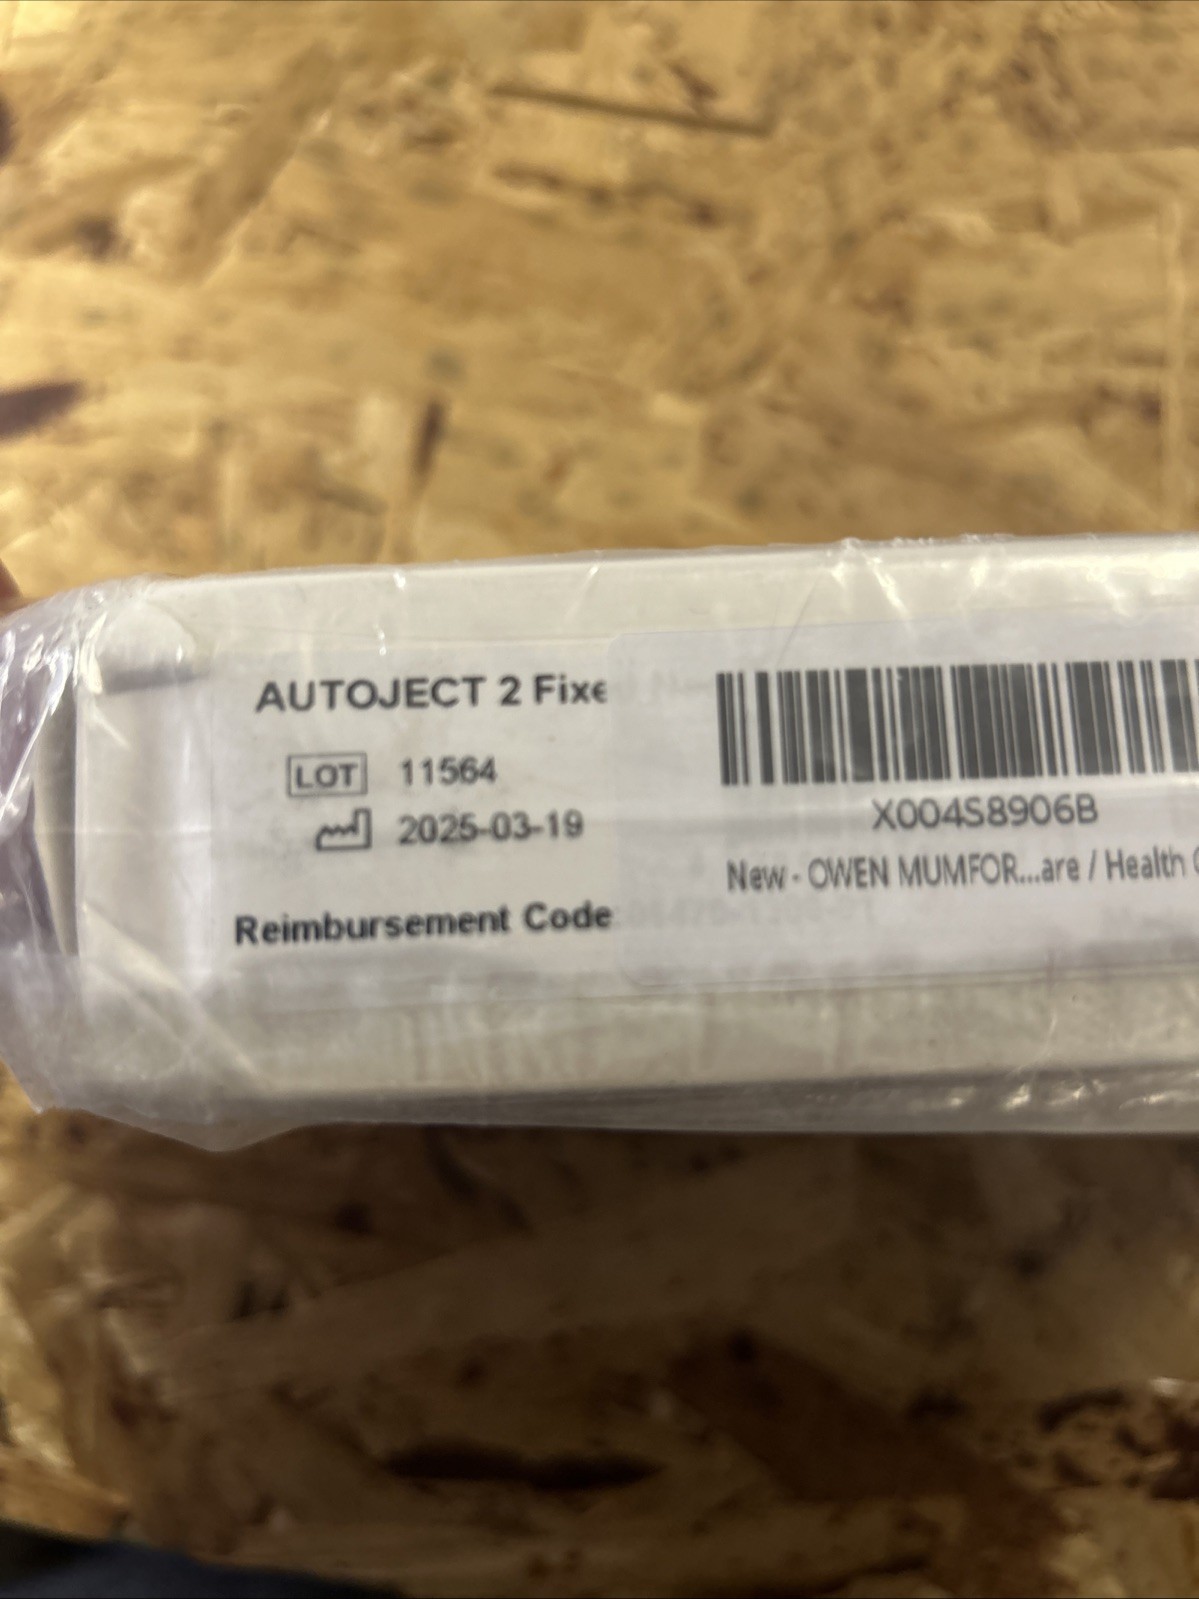 AUTOJECT 2 Fixe
LOT 11564
2025-03-19
Reimbursement Code
X004S8906B
New - OWEN MUMFOR...are / Health